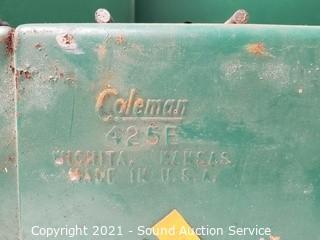 Coleman
425E
WICHITA, KANSAS
MADE IN U.S.A.
Copyright 2021 - Sound Auction Service